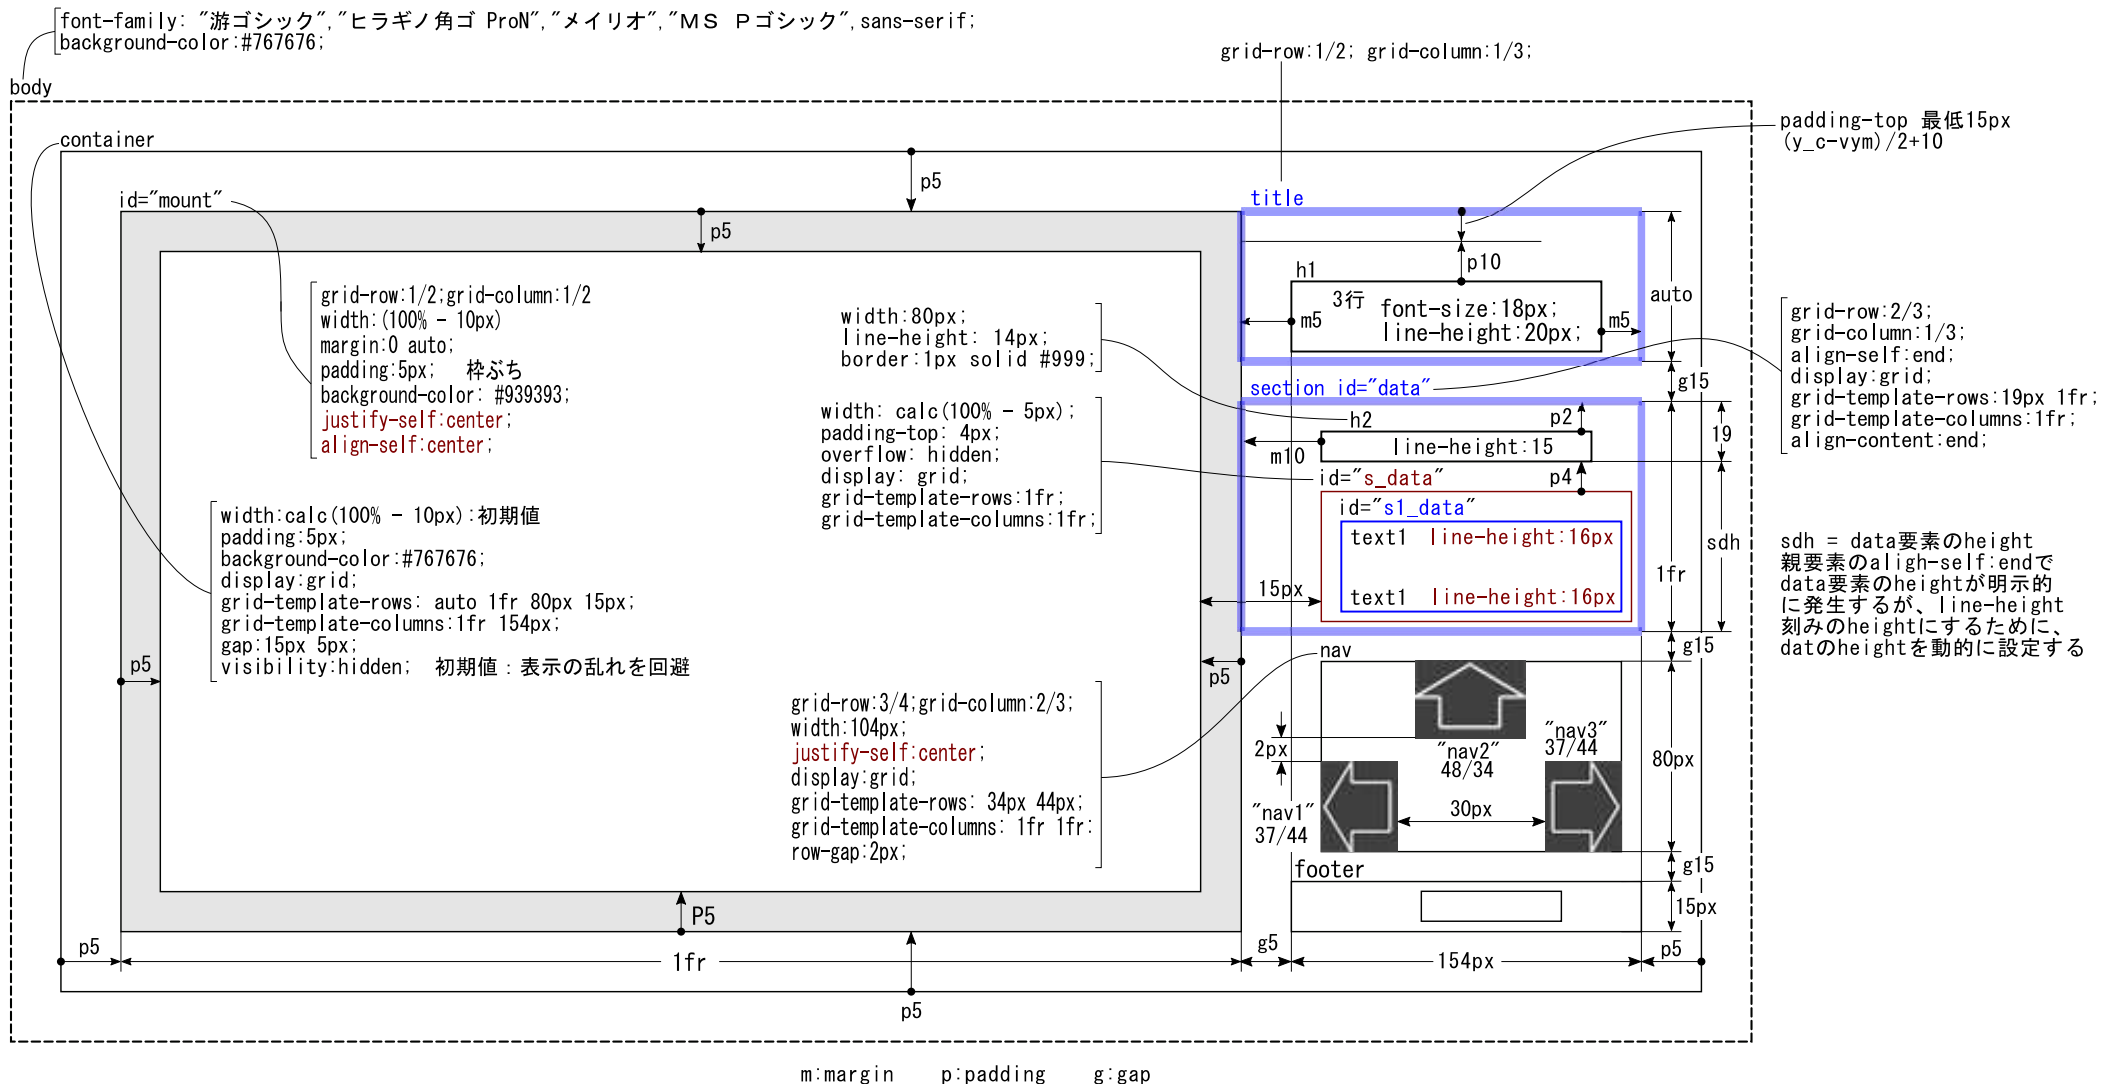 font-family: "游ゴシック","ヒラギノ角ゴ ProN","メイリオ","ＭＳ Ｐゴシック",sans-serif;
background-color:#767676;
body
grid-row:1/2; grid-column:1/3;
padding-top 最低15px
(y_c-vym)/2+10
container
p5
id="mount"
p5
title
p10
h1
3行
font-size:18px;
line-height:20px;
m5
m5
auto
g15
grid-row:1/2;grid-column:1/2
width:(100% - 10px)
margin:0 auto;
padding:5px; 枠ぶち
background-color: #939393;
justify-self:center;
align-self:center;
width:80px;
line-height: 14px;
border:1px solid #999;
grid-row:2/3;
grid-column:1/3;
align-self:end;
display:grid;
grid-template-rows:19px 1fr;
grid-template-columns:1fr;
align-content:end;
section id="data"
h2
p2
line-height:15
m10
19
p4
width: calc(100% - 5px);
padding-top: 4px;
overflow: hidden;
display: grid;
grid-template-rows:1fr;
grid-template-columns:1fr;
id="s_data"
id="s1_data"
text1 line-height:16px
text1 line-height:16px
15px
1fr
sdh
g15
sdh = data要素のheight
親要素のaligh-self:endで
data要素のheightが明示的
に発生するが、line-height
刻みのheightにするために、
datのheightを動的に設定する
width:calc(100% - 10px):初期値
padding:5px;
background-color:#767676;
display:grid;
grid-template-rows: auto 1fr 80px 15px;
grid-template-columns:1fr 154px;
gap:15px 5px;
visibility:hidden; 初期値：表示の乱れを回避
p5
p5
nav
grid-row:3/4;grid-column:2/3;
width:104px;
justify-self:center;
display:grid;
grid-template-rows: 34px 44px;
grid-template-columns: 1fr 1fr:
row-gap:2px;
2px
"nav2"
48/34
"nav3"
37/44
80px
"nav1"
37/44
30px
g15
footer
15px
P5
p5
1fr
g5
154px
p5
p5
m:margin p:padding g:gap